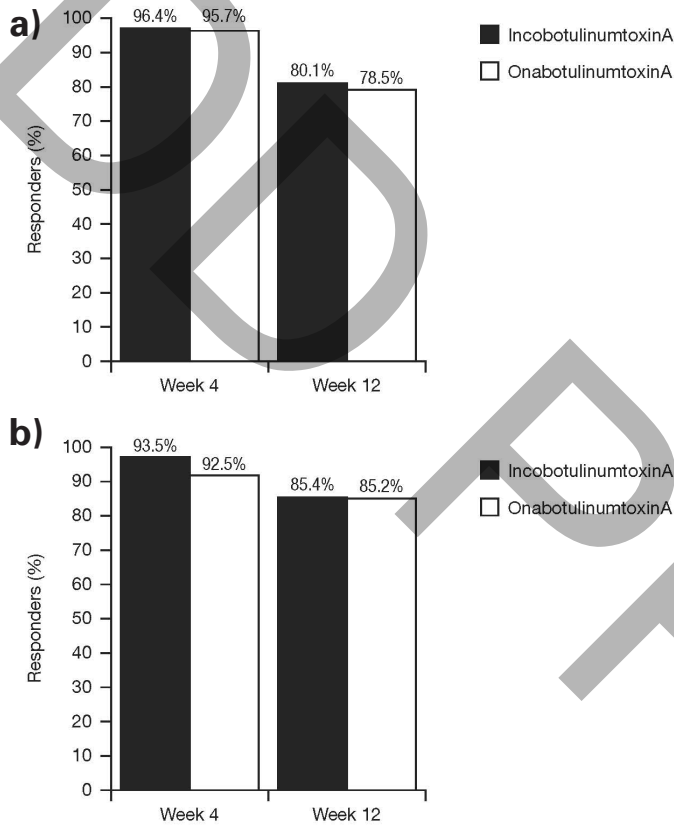 a)
100
90
80
70
60
50
40
30
20
10
0
Responders (%)
96.4%
95.7%
80.1%
78.5%
Week 4
Week 12
IncobotulinumtoxinA
OnabotulinumtoxinA
b)
100
90
80
70
60
50
40
30
20
10
0
Responders (%)
93.5%
92.5%
85.4%
85.2%
Week 4
Week 12
IncobotulinumtoxinA
OnabotulinumtoxinA